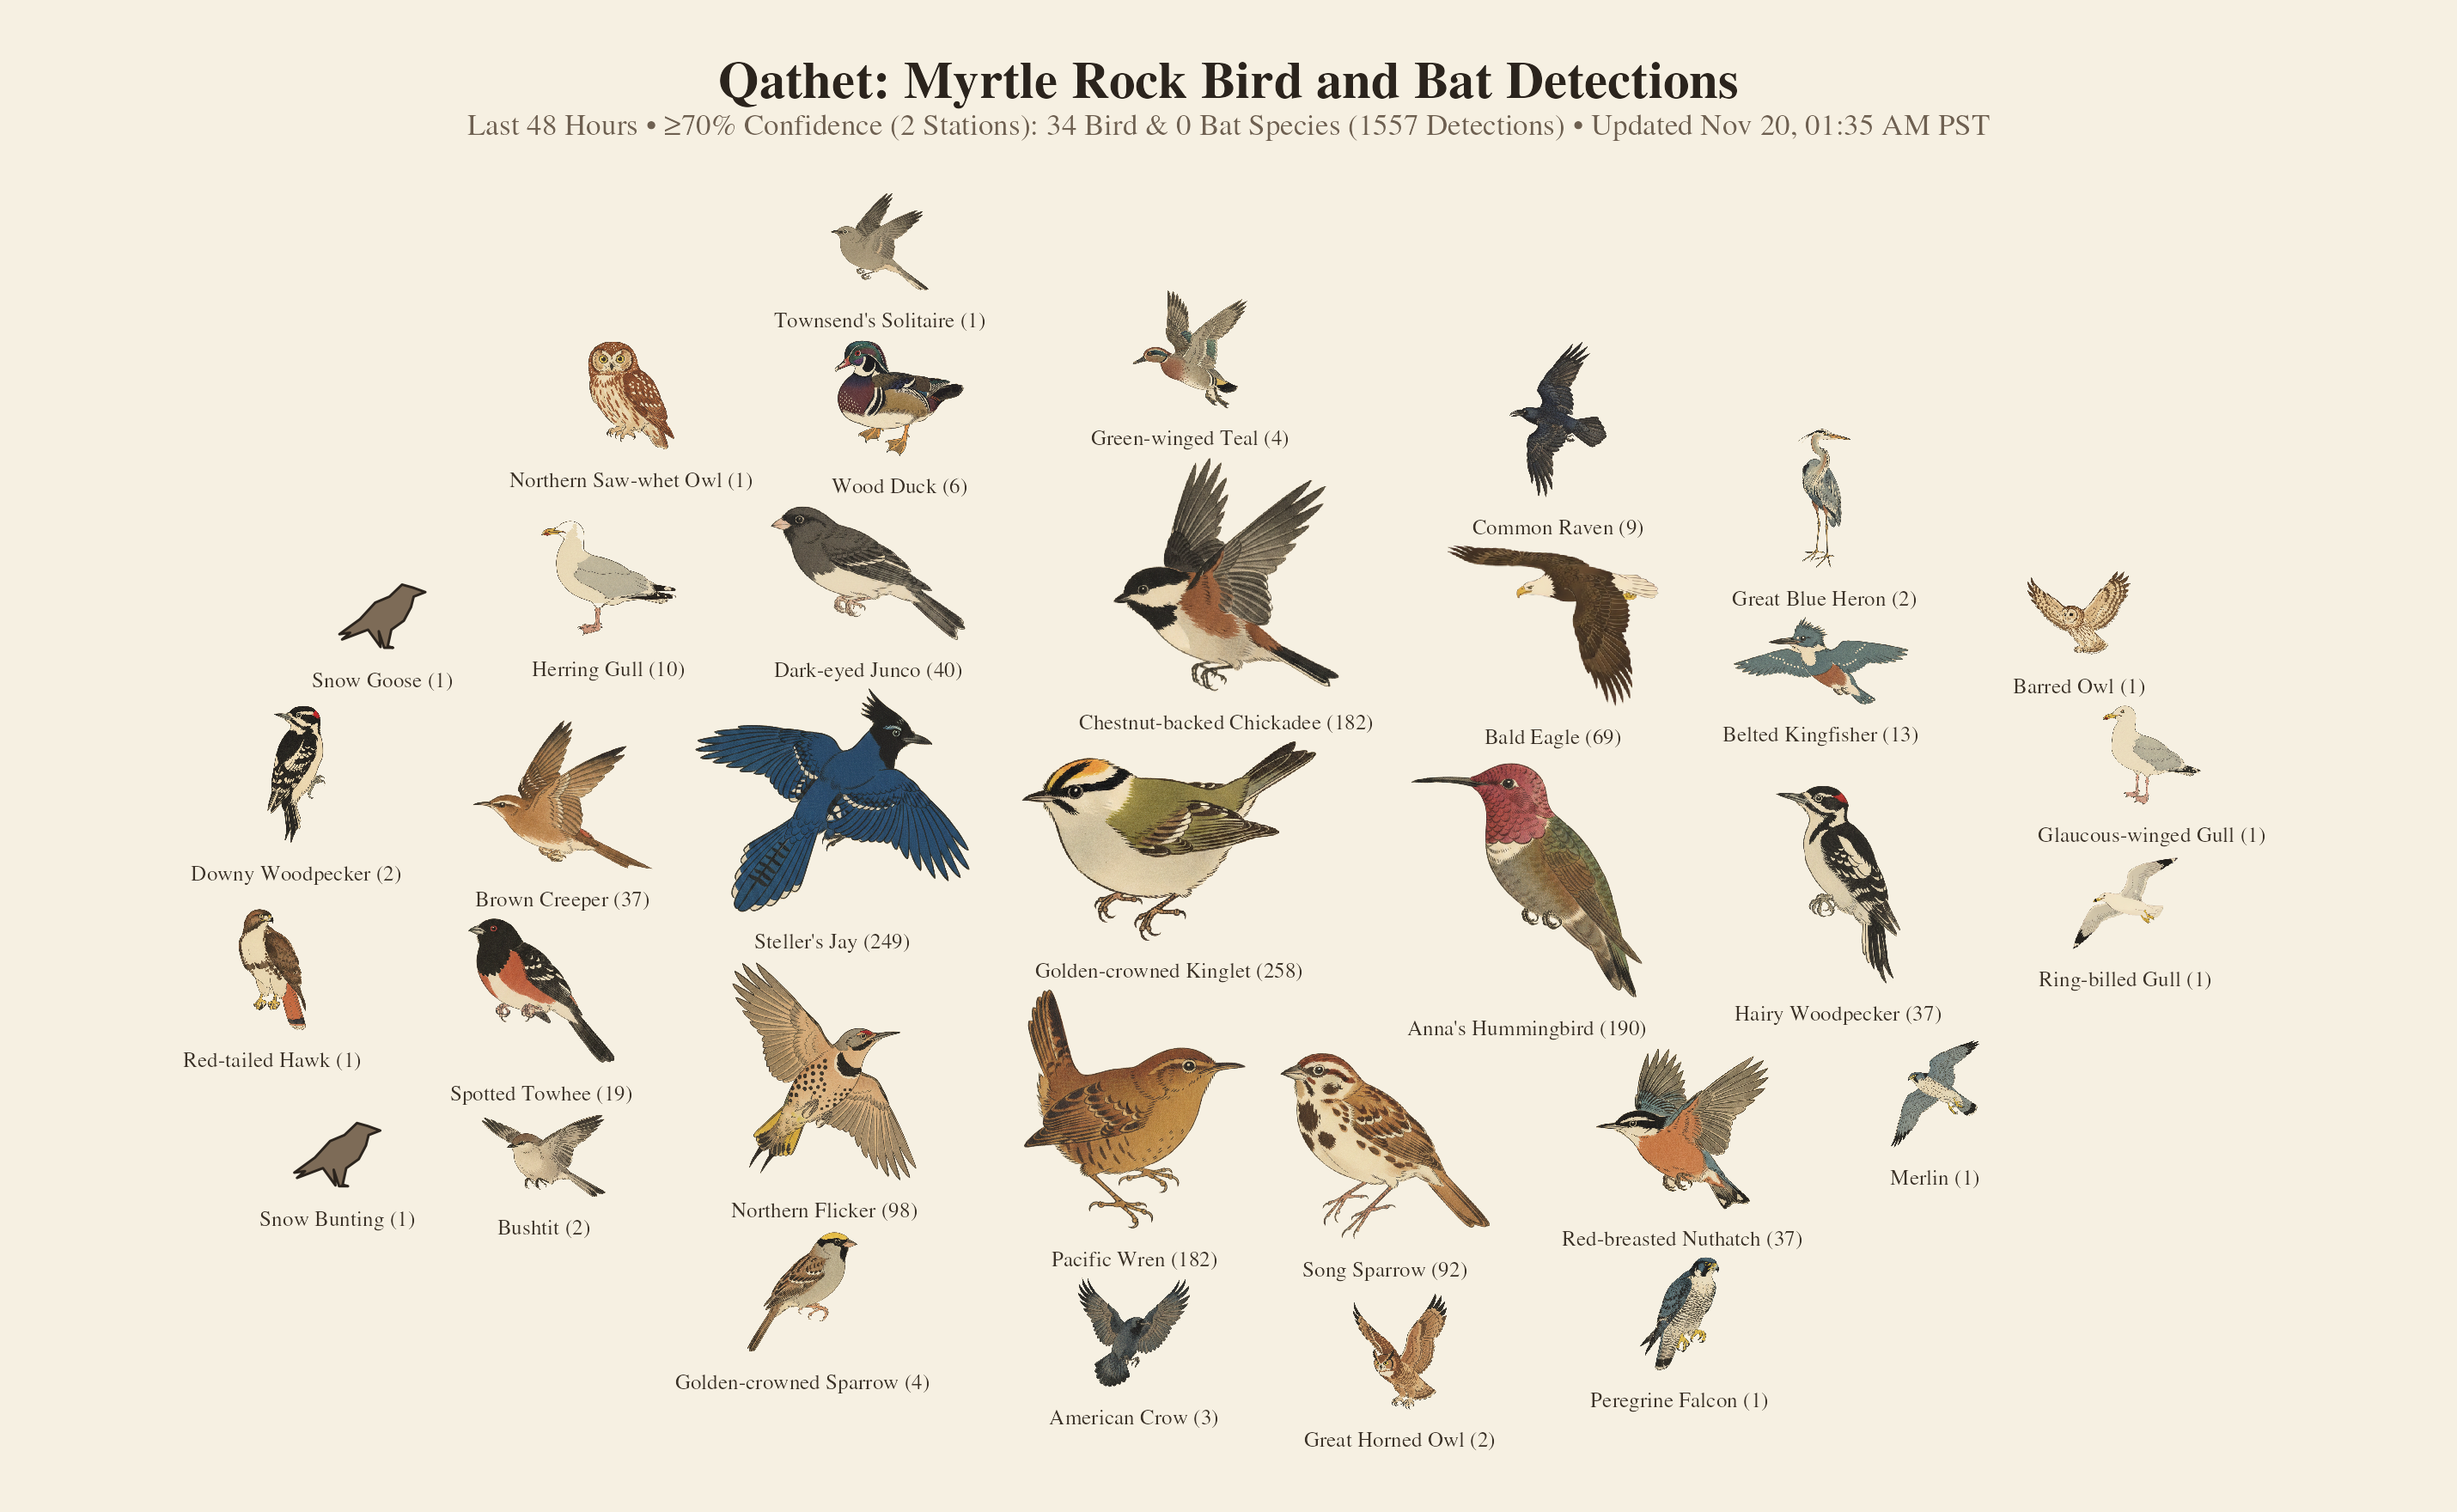 Qathet: Myrtle Rock Bird and Bat Detections
Last 48 Hours • ≥70% Confidence (2 Stations): 34 Bird & 0 Bat Species (1557 Detections) • Updated Nov 20, 01:35 AM PST
Townsend's Solitaire (1)
Green-winged Teal (4)
Northern Saw-whet Owl (1)
Wood Duck (6)
Common Raven (9)
Great Blue Heron (2)
Snow Goose (1)
Herring Gull (10)
Dark-eyed Junco (40)
Chestnut-backed Chickadee (182)
Bald Eagle (69)
Belted Kingfisher (13)
Barred Owl (1)
Glaucous-winged Gull (1)
Downy Woodpecker (2)
Brown Creeper (37)
Steller's Jay (249)
Golden-crowned Kinglet (258)
Anna's Hummingbird (190)
Hairy Woodpecker (37)
Ring-billed Gull (1)
Red-tailed Hawk (1)
Spotted Towhee (19)
Snow Bunting (1)
Bushtit (2)
Northern Flicker (98)
Pacific Wren (182)
Song Sparrow (92)
Red-breasted Nuthatch (37)
Merlin (1)
Golden-crowned Sparrow (4)
American Crow (3)
Great Horned Owl (2)
Peregrine Falcon (1)